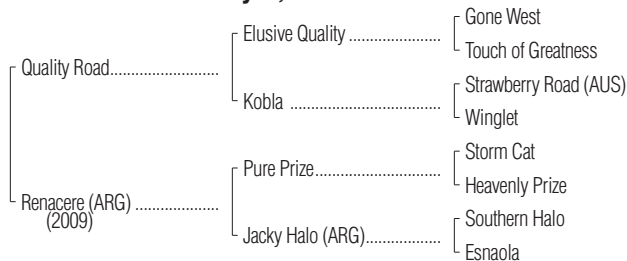 Gone West
Elusive Quality ....................
Touch of Greatness
Quality Road........................
Strawberry Road (AUS)
Kobla .................................
Winglet
Storm Cat
Pure Prize...........................
Heavenly Prize
Renacere (ARG) ..................
(2009)
Southern Halo
Jacky Halo (ARG)................
Esnaola